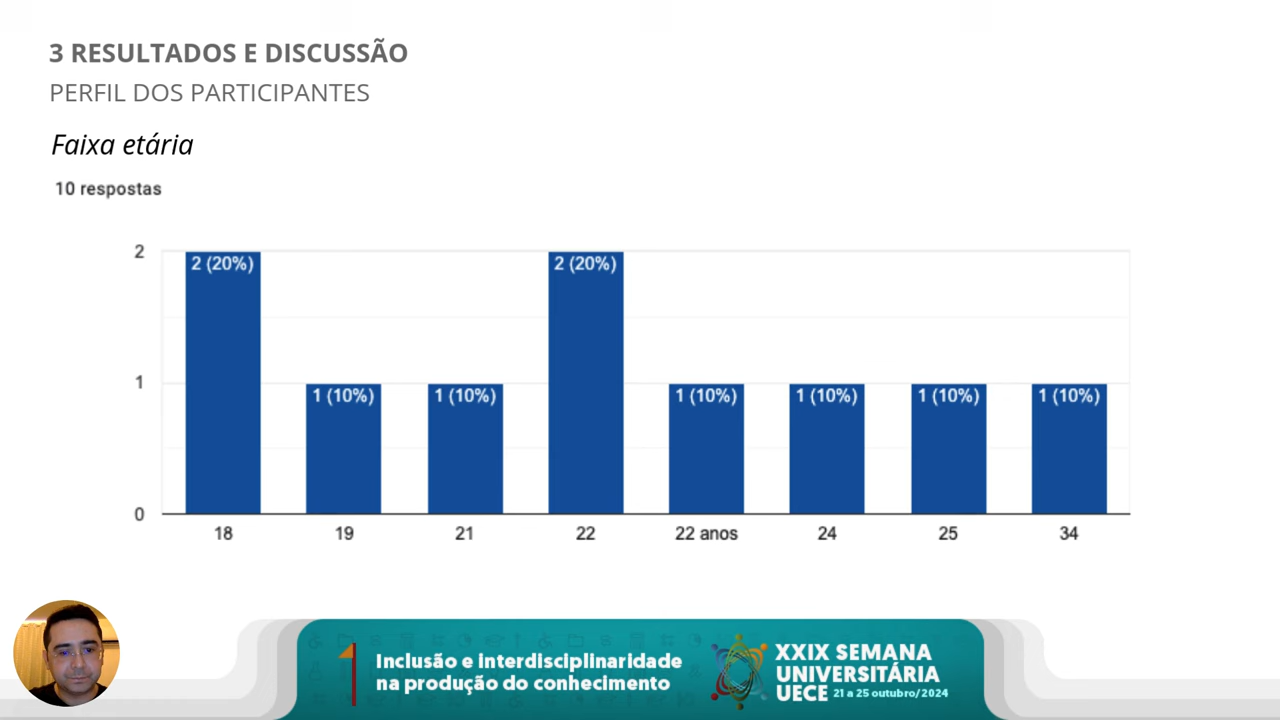 3 RESULTADOS E DISCUSSÃO
PERFIL DOS PARTICIPANTES
Faixa etária
10 respostas
2
1
0
2 (20%)
1 (10%)
1 (10%)
2 (20%)
1 (10%)
1 (10%)
1 (10%)
1 (10%)
18
19
21
22
22 anos
24
25
34
Inclusão e interdisciplinaridade
na produção do conhecimento
XXIX SEMANA
UNIVERSITÁRIA
UECE 21 a 25 outubro/2024